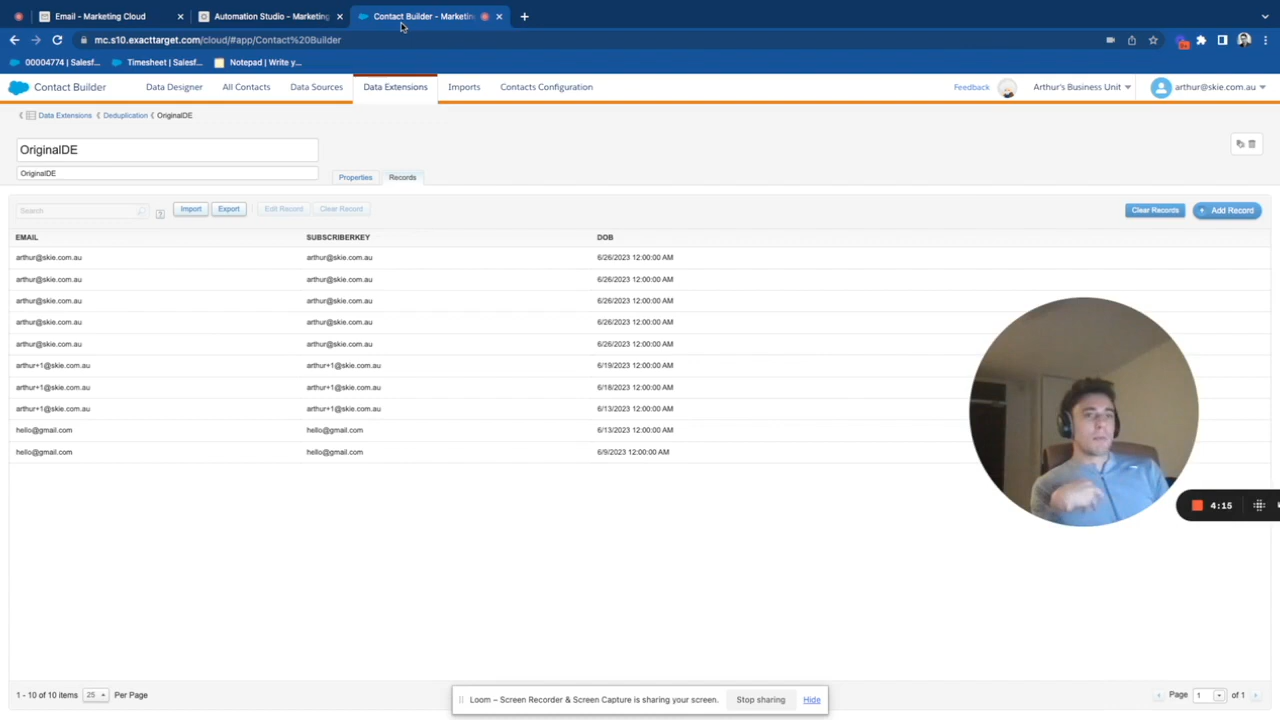 Email - Marketing Cloud
Automation Studio - Marketing
Contact Builder - Marketin
mc.s10.exacttarget.com/cloud/#app/Contact%20Builder
00004774 | Salesf...
Timesheet | Salesf...
Notepad | Write y...
Contact Builder
Data Designer
All Contacts
Data Sources
Data Extensions
Imports
Contacts Configuration
Feedback
Arthur's Business Unit
arthur@skie.com.au
Data Extensions
Deduplication
OriginalDE
OriginalDE
OriginalDE
Properties
Records
Search
Import
Export
Edit Record
Clear Record
Clear Records
Add Record
EMAIL SUBSCRIBERKEY DOB
arthur@skie.com.au arthur@skie.com.au 6/26/2023 12:00:00 AM
arthur@skie.com.au arthur@skie.com.au 6/26/2023 12:00:00 AM
arthur@skie.com.au arthur@skie.com.au 6/26/2023 12:00:00 AM
arthur@skie.com.au arthur@skie.com.au 6/26/2023 12:00:00 AM
arthur@skie.com.au arthur@skie.com.au 6/26/2023 12:00:00 AM
arthur+1@skie.com.au arthur+1@skie.com.au 6/19/2023 12:00:00 AM
arthur+1@skie.com.au arthur+1@skie.com.au 6/18/2023 12:00:00 AM
arthur+1@skie.com.au arthur+1@skie.com.au 6/13/2023 12:00:00 AM
hello@gmail.com hello@gmail.com 6/13/2023 12:00:00 AM
hello@gmail.com hello@gmail.com 6/9/2023 12:00:00 AM
4:15
1 - 10 of 10 items 25 Per Page
Loom – Screen Recorder & Screen Capture is sharing your screen.
Stop sharing
Hide
Page 1 of 1